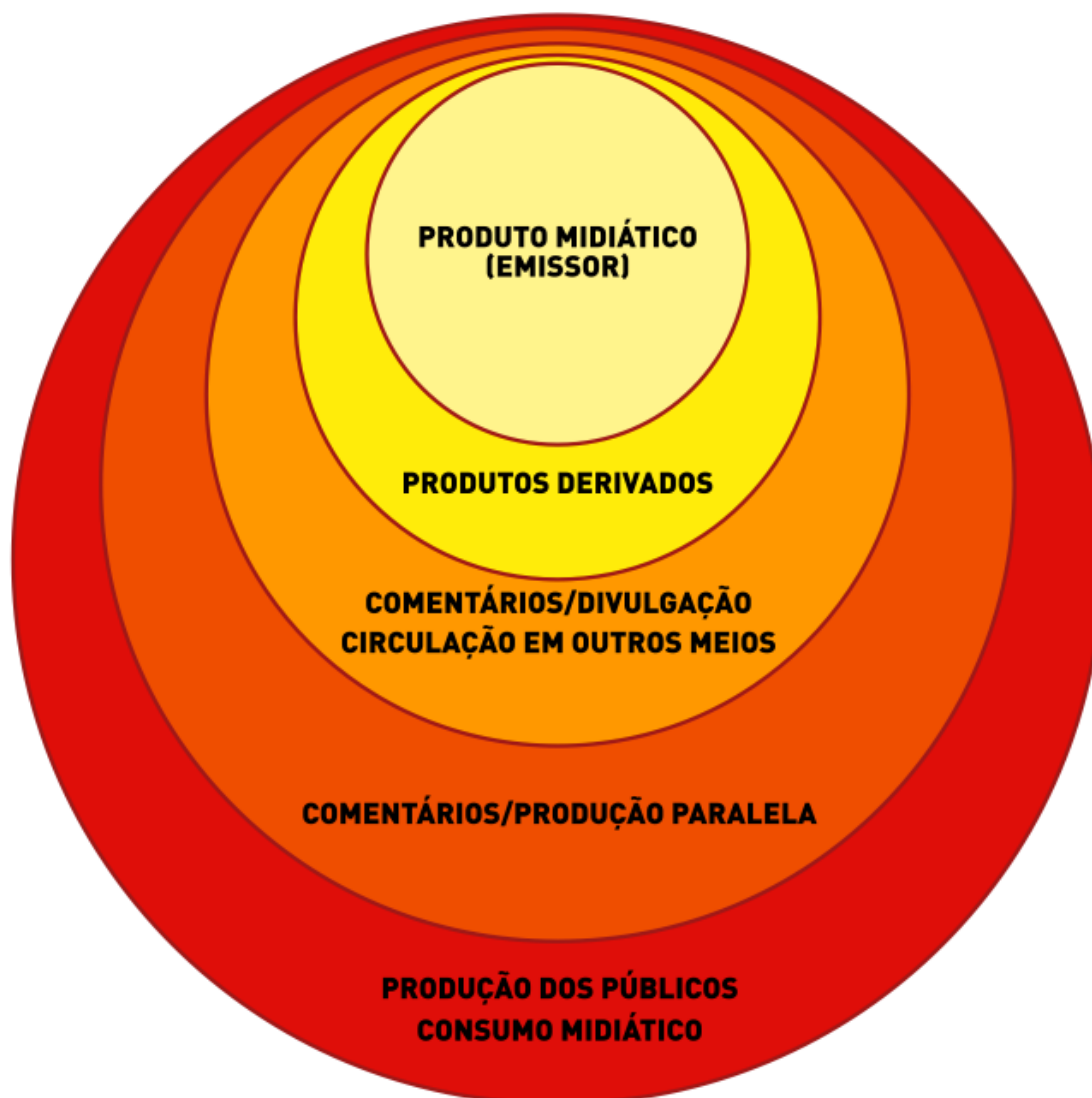 PRODUTO MIDIÁTICO
(EMISSOR)
PRODUTOS DERIVADOS
COMENTÁRIOS/DIVULGAÇÃO
CIRCULAÇÃO EM OUTROS MEIOS
COMENTÁRIOS/PRODUÇÃO PARALELA
PRODUÇÃO DOS PÚBLICOS
CONSUMO MIDIÁTICO